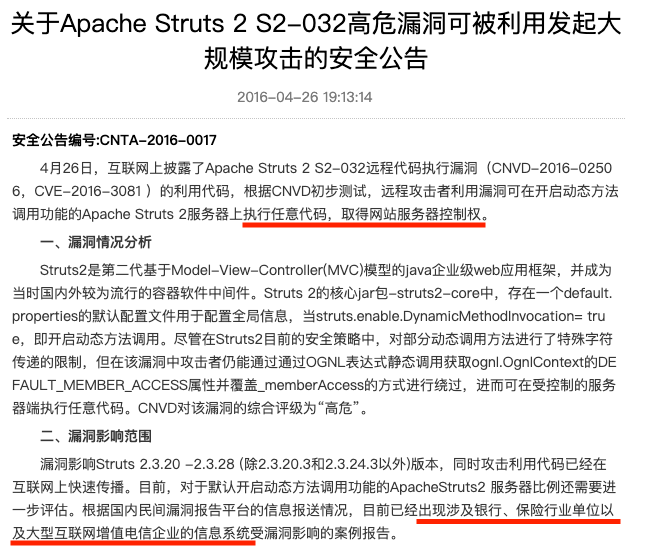 关于Apache Struts 2 S2-032高危漏洞可被利用发起大
规模攻击的安全公告
2016-04-26 19:13:14
安全公告编号:CNTA-2016-0017
4月26日，互联网上披露了Apache Struts 2 S2-032远程代码执行漏洞（CNVD-2016-0250
6，CVE-2016-3081 ）的利用代码，根据CNVD初步测试，远程攻击者利用漏洞可在开启动态方法
调用功能的Apache Struts 2服务器上执行任意代码，取得网站服务器控制权。
一、漏洞情况分析
Struts2是第二代基于Model-View-Controller(MVC)模型的java企业级web应用框架，并成为
当时国内外较为流行的容器软件中间件。Struts 2的核心jar包-struts2-core中，存在一个default.
properties的默认配置文件用于配置全局信息，当struts.enable.DynamicMethodInvocation= tru
e，即开启动态方法调用。尽管在Struts2目前的安全策略中，对部分动态调用方法进行了特殊字符
传递的限制，但在该漏洞中攻击者仍能通过通过OGNL表达式静态调用获取ognl.OgnlContext的DE
FAULT_MEMBER_ACCESS属性并覆盖_memberAccess的方式进行绕过，进而可在受控制的服务
器端执行任意代码。CNVD对该漏洞的综合评级为“高危”。
二、漏洞影响范围
漏洞影响Struts 2.3.20 -2.3.28 (除2.3.20.3和2.3.24.3以外)版本，同时攻击利用代码已经在
互联网上快速传播。目前，对于默认开启动态方法调用功能的ApacheStruts2 服务器比例还需要进
一步评估。根据国内民间漏洞报告平台的信息报送情况，目前已经出现涉及银行、保险行业单位以
及大型互联网增值电信企业的信息系统受漏洞影响的案例报告。